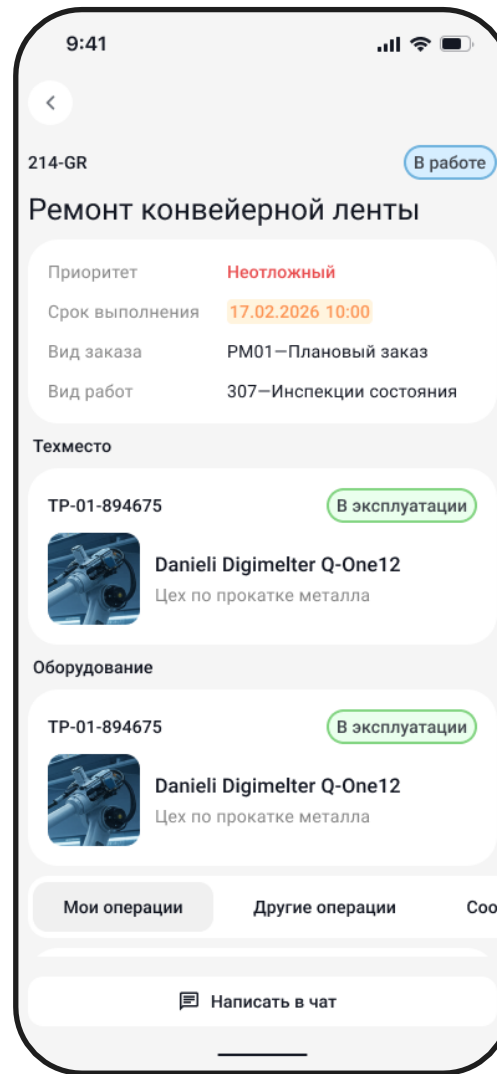 9:41
214-GR
В работе
Ремонт конвейерной ленты
Приоритет
Неотложный
Срок выполнения
17.02.2026 10:00
Вид заказа
PM01—Плановый заказ
Вид работ
307—Инспекции состояния
Техместо
TP-01-894675
В эксплуатации
Danieli Digimelter Q-One12
Цех по прокатке металла
Оборудование
TP-01-894675
В эксплуатации
Danieli Digimelter Q-One12
Цех по прокатке металла
Мои операции
Другие операции
Соо
Написать в чат